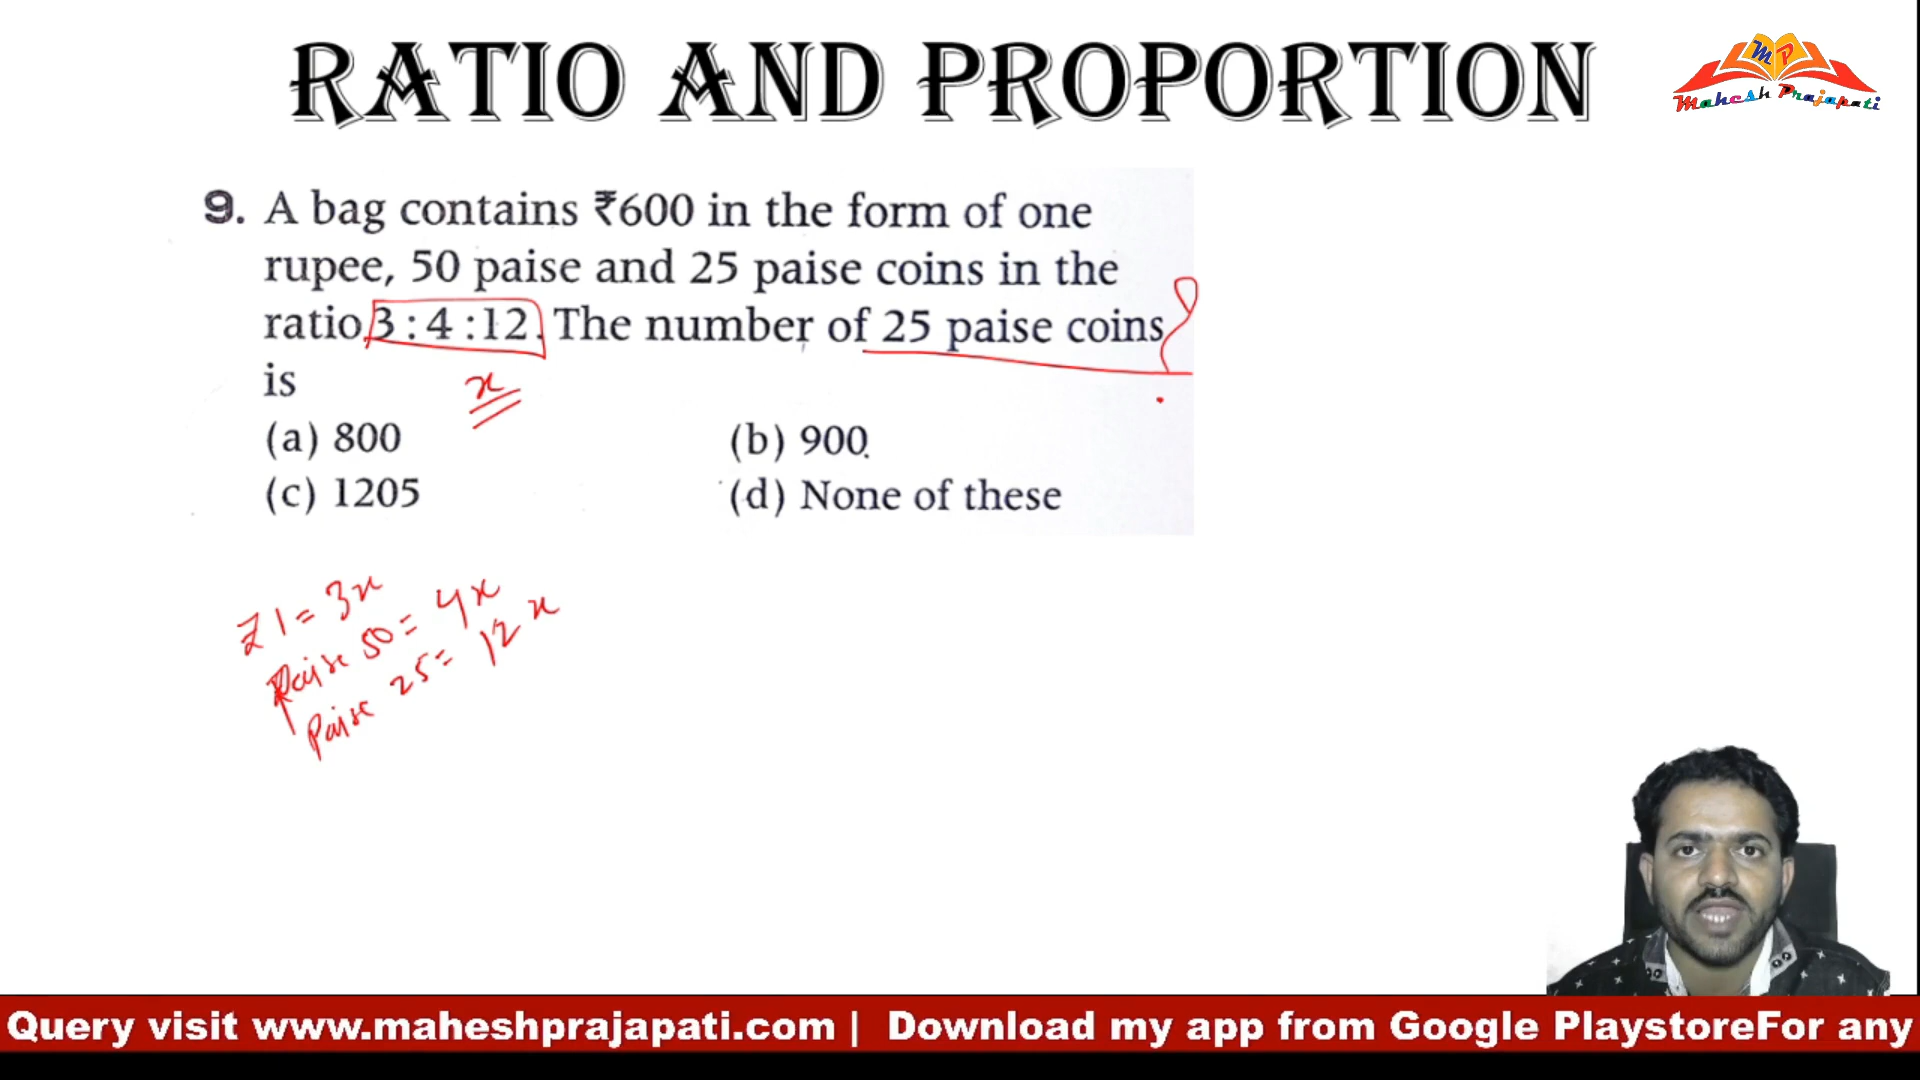 RATIO AND PROPORTION
MP
Mahesh Prajapati
9. A bag contains ₹600 in the form of one
rupee, 50 paise and 25 paise coins in the
ratio 3 : 4 : 12. The number of 25 paise coins
is
x
(a) 800 (b) 900
(c) 1205 (d) None of these
₹ 1 = 3x
Paise 50 = 4x
Paise 25 = 12x
Query visit www.maheshprajapati.com | Download my app from Google PlaystoreFor any